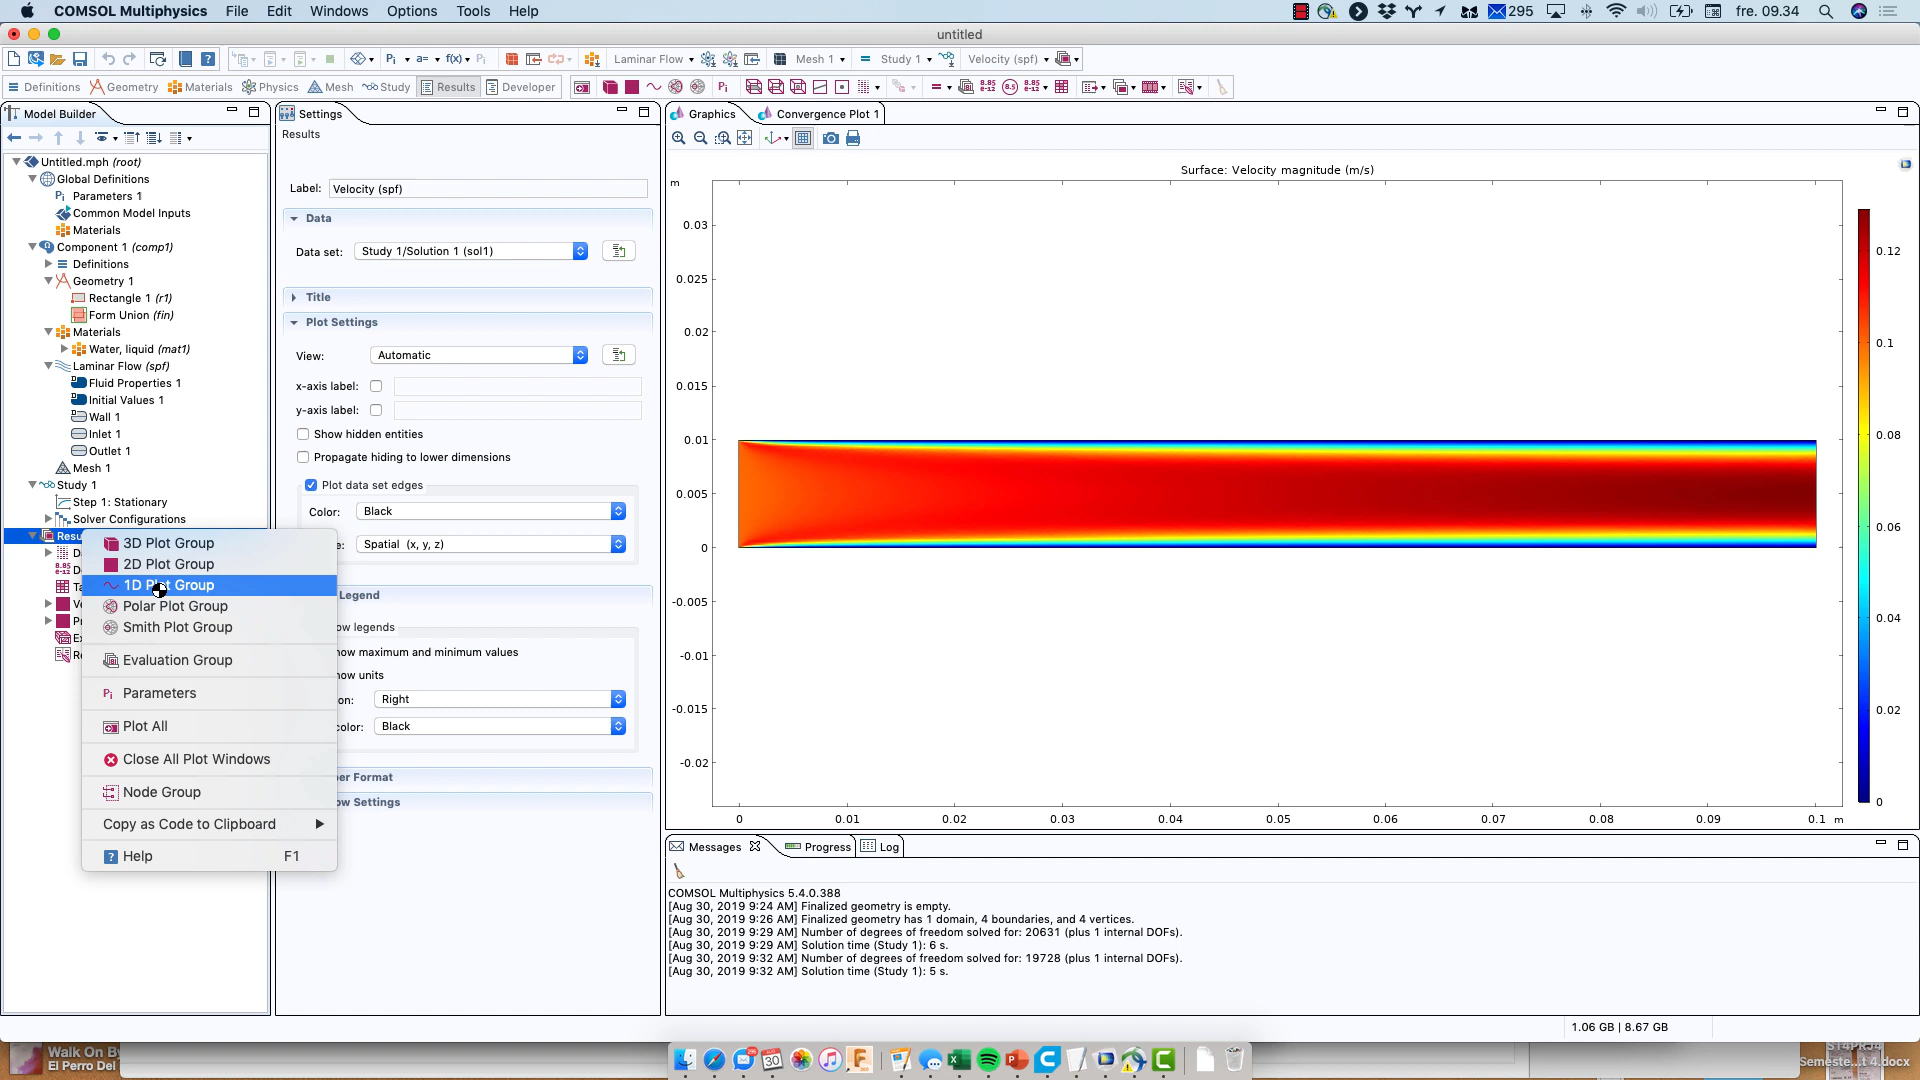 COMSOL Multiphysics File Edit Windows Options Tools Help 295 fre. 09.34
untitled
Pi a= f(x) Pi Laminar Flow Mesh 1 Study 1 Velocity (spf)
Definitions Geometry Materials Physics Mesh Study Results Developer
Model Builder
Untitled.mph (root)
Global Definitions
Pi Parameters 1
Common Model Inputs
Materials
Component 1 (comp1)
Definitions
Geometry 1
Rectangle 1 (r1)
Form Union (fin)
Materials
Water, liquid (mat1)
Laminar Flow (spf)
Fluid Properties 1
Initial Values 1
Wall 1
Inlet 1
Outlet 1
Mesh 1
Study 1
Step 1: Stationary
Solver Configurations
Resu
3D Plot Group
2D Plot Group
1D Plot Group
Polar Plot Group
Smith Plot Group
Evaluation Group
Pi Parameters
Plot All
Close All Plot Windows
Node Group
Copy as Code to Clipboard
Help F1
Settings
Results
Label: Velocity (spf)
Data
Data set: Study 1/Solution 1 (sol1)
Title
Plot Settings
View: Automatic
x-axis label:
y-axis label:
Show hidden entities
Propagate hiding to lower dimensions
Plot data set edges
Color: Black
e: Spatial (x, y, z)
Legend
ow legends
how maximum and minimum values
how units
on: Right
color: Black
ber Format
ow Settings
Graphics Convergence Plot 1
Surface: Velocity magnitude (m/s)
m
0.03
0.025
0.02
0.015
0.01
0.005
0
-0.005
-0.01
-0.015
-0.02
0 0.01 0.02 0.03 0.04 0.05 0.06 0.07 0.08 0.09 0.1 m
0.12
0.1
0.08
0.06
0.04
0.02
0
Messages Progress Log
COMSOL Multiphysics 5.4.0.388
[Aug 30, 2019 9:24 AM] Finalized geometry is empty.
[Aug 30, 2019 9:26 AM] Finalized geometry has 1 domain, 4 boundaries, and 4 vertices.
[Aug 30, 2019 9:29 AM] Number of degrees of freedom solved for: 20631 (plus 1 internal DOFs).
[Aug 30, 2019 9:29 AM] Solution time (Study 1): 6 s.
[Aug 30, 2019 9:32 AM] Number of degrees of freedom solved for: 19728 (plus 1 internal DOFs).
[Aug 30, 2019 9:32 AM] Solution time (Study 1): 5 s.
1.06 GB | 8.67 GB
Walk On By
El Perro Del
Semeste...t 4.docx